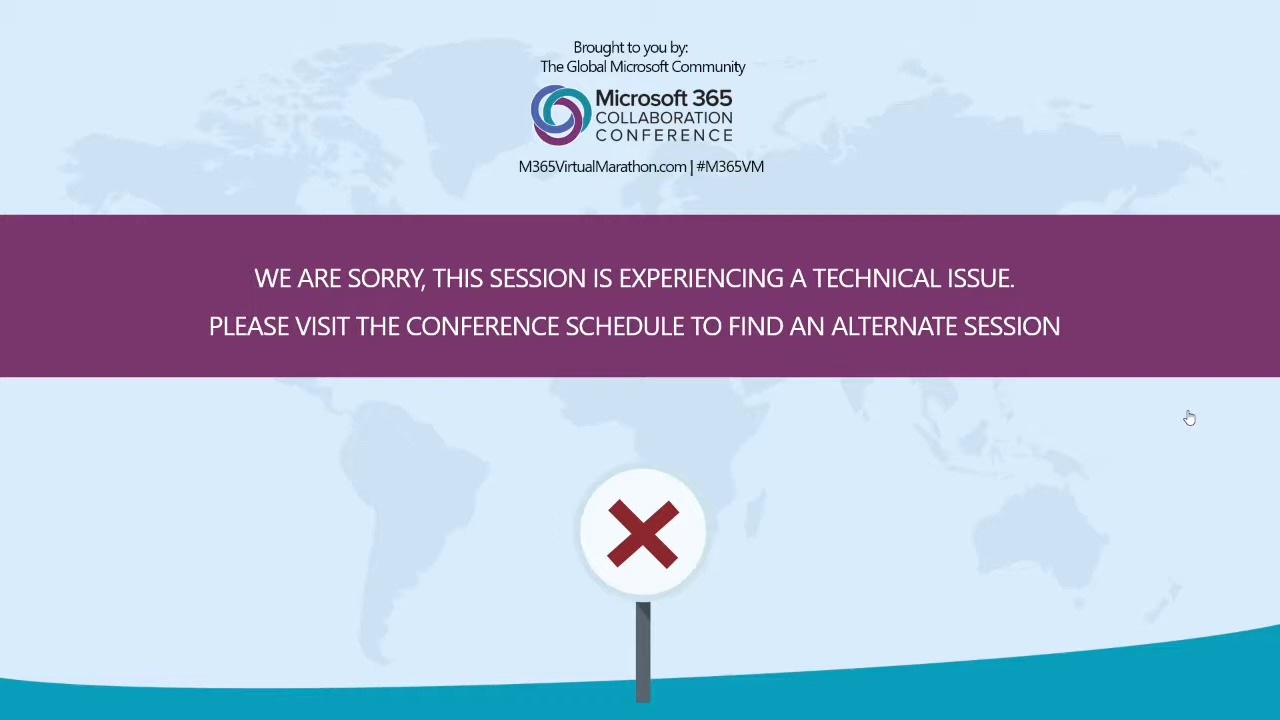 Brought to you by:
The Global Microsoft Community
Microsoft 365
COLLABORATION
CONFERENCE
M365VirtualMarathon.com | #M365VM
WE ARE SORRY, THIS SESSION IS EXPERIENCING A TECHNICAL ISSUE.
PLEASE VISIT THE CONFERENCE SCHEDULE TO FIND AN ALTERNATE SESSION